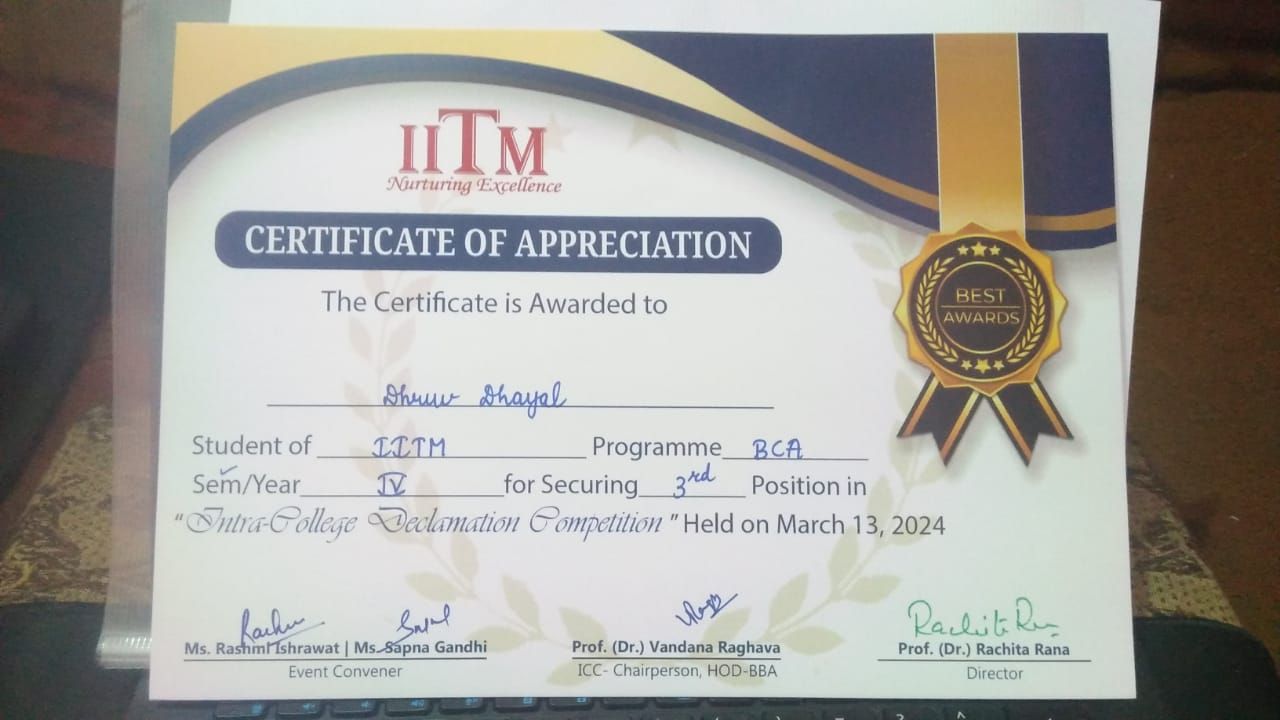 IITM
Nurturing Excellence
CERTIFICATE OF APPRECIATION
The Certificate is Awarded to
BEST
AWARDS
Dhruv Dhayal
Student of IITM Programme BCA
Sem/Year IV for Securing 3rd Position in
"Intra-College Declamation Competition" Held on March 13, 2024
Ms. Rashmi Ishrawat | Ms. Sapna Gandhi
Event Convener
Prof. (Dr.) Vandana Raghava
ICC- Chairperson, HOD-BBA
Prof. (Dr.) Rachita Rana
Director